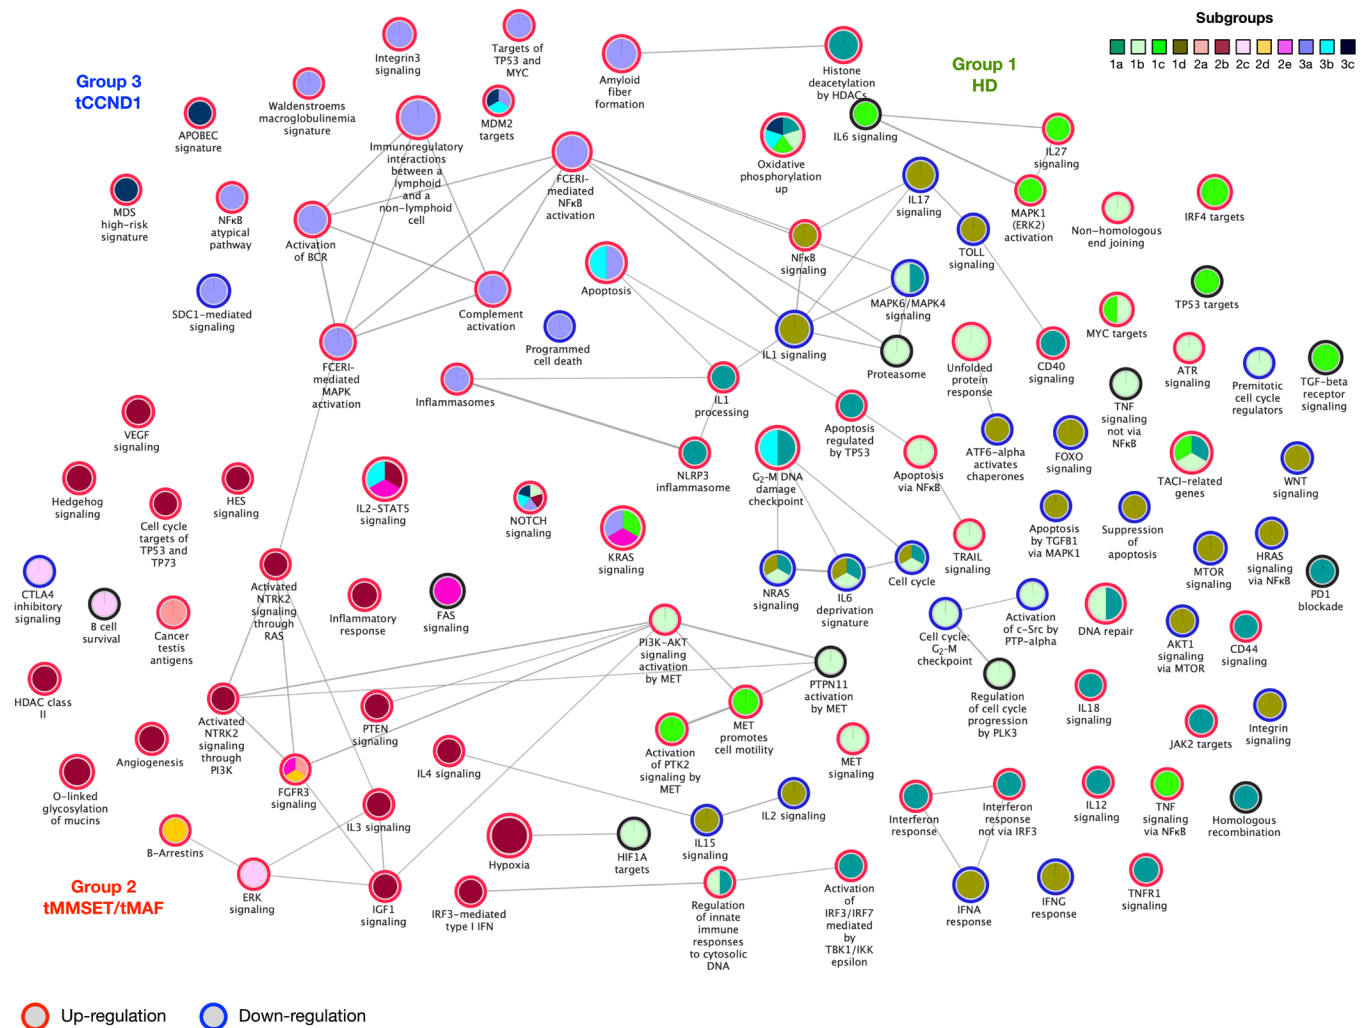 Subgroups
1a 1b 1c 1d 2a 2b 2c 2d 2e 3a 3b 3c
Group 3
tCCND1
Group 1
HD
Integrin3
signaling
Targets of
TP53 and
MYC
Amyloid
fiber
formation
Histone
deacetylation
by HDACs
Waldenstroems
macroglobulinemia
signature
APOBEC
signature
MDM2
targets
Immunoregulatory
interactions
between a
lymphoid
and a
non-lymphoid
cell
FCERI-
mediated
NFκB
activation
Oxidative
phosphorylation
up
IL6 signaling
IL27
signaling
MDS
high-risk
signature
NFκB
atypical
pathway
Activation
of BCR
IL17
signaling
MAPK1
(ERK2)
activation
Non-homologous
end joining
IRF4 targets
NFκB
signaling
TOLL
signaling
SDC1-mediated
signaling
Apoptosis
Complement
activation
Programmed
cell death
MAPK6/MAPK4
signaling
TP53 targets
MYC targets
FCERI-
mediated
MAPK
activation
IL1 signaling
Proteasome
Unfolded
protein
response
CD40
signaling
ATR
signaling
Premitotic
cell cycle
regulators
TGF-beta
receptor
signaling
TNF
signaling
not via
NFκB
Inflammasomes
IL1
processing
VEGF
signaling
Apoptosis
regulated
by TP53
ATF6-alpha
activates
chaperones
FOXO
signaling
NLRP3
inflammasome
G2-M DNA
damage
checkpoint
Apoptosis
via NFκB
TACI-related
genes
WNT
signaling
Hedgehog
signaling
Cell cycle
targets of
TP53 and
TP73
HES
signaling
IL2-STAT5
signaling
NOTCH
signaling
KRAS
signaling
Apoptosis
by TGFB1
via MAPK1
Suppression
of
apoptosis
TRAIL
signaling
MTOR
signaling
HRAS
signaling
via NFκB
CTLA4
inhibitory
signaling
B cell
survival
Cancer
testis
antigens
Activated
NTRK2
signaling
through
RAS
Inflammatory
response
FAS
signaling
NRAS
signaling
IL6
deprivation
signature
Cell cycle
PD1
blockade
Cell cycle:
G2-M
checkpoint
Activation
of c-Src by
PTP-alpha
DNA repair
AKT1
signaling
via MTOR
CD44
signaling
PI3K-AKT
signaling
activation
by MET
PTPN11
activation
by MET
Regulation
of cell cycle
progression
by PLK3
IL18
signaling
JAK2 targets
Integrin
signaling
HDAC class
II
Activated
NTRK2
signaling
through
PI3K
PTEN
signaling
MET
promotes
cell motility
Activation
of PTK2
signaling by
MET
MET
signaling
Angiogenesis
O-linked
glycosylation
of mucins
FGFR3
signaling
IL4 signaling
IL3 signaling
IL15
signaling
IL2 signaling
Interferon
response
Interferon
response
not via IRF3
IL12
signaling
TNF
signaling
via NFκB
Homologous
recombination
B-Arrestins
Hypoxia
HIF1A
targets
Group 2
tMMSET/tMAF
ERK
signaling
IGF1
signaling
IRF3-mediated
type I IFN
Regulation
of innate
immune
responses
to cytosolic
DNA
Activation
of
IRF3/IRF7
mediated
by
TBK1/IKK
epsilon
IFNA
response
IFNG
response
TNFR1
signaling
Up-regulation
Down-regulation